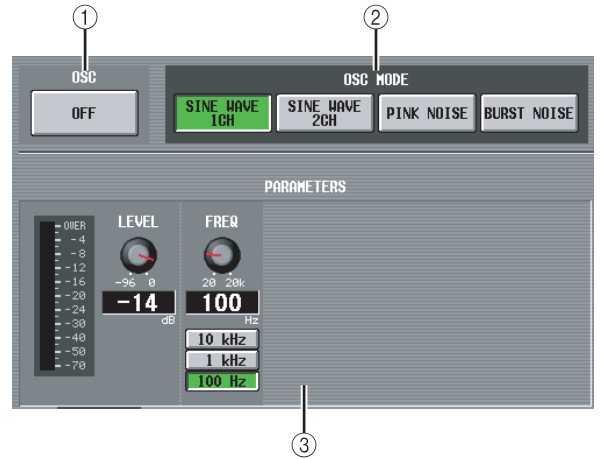 ① ②
OSC
OSC MODE
OFF
SINE WAVE
1CH
SINE WAVE
2CH
PINK NOISE
BURST NOISE
PARAMETERS
OVER
-4
-8
-12
-16
-20
-24
-30
-40
-50
-70
LEVEL
-96 0
-14
dB
FREQ
20 20k
100
Hz
10 kHz
1 kHz
100 Hz
③